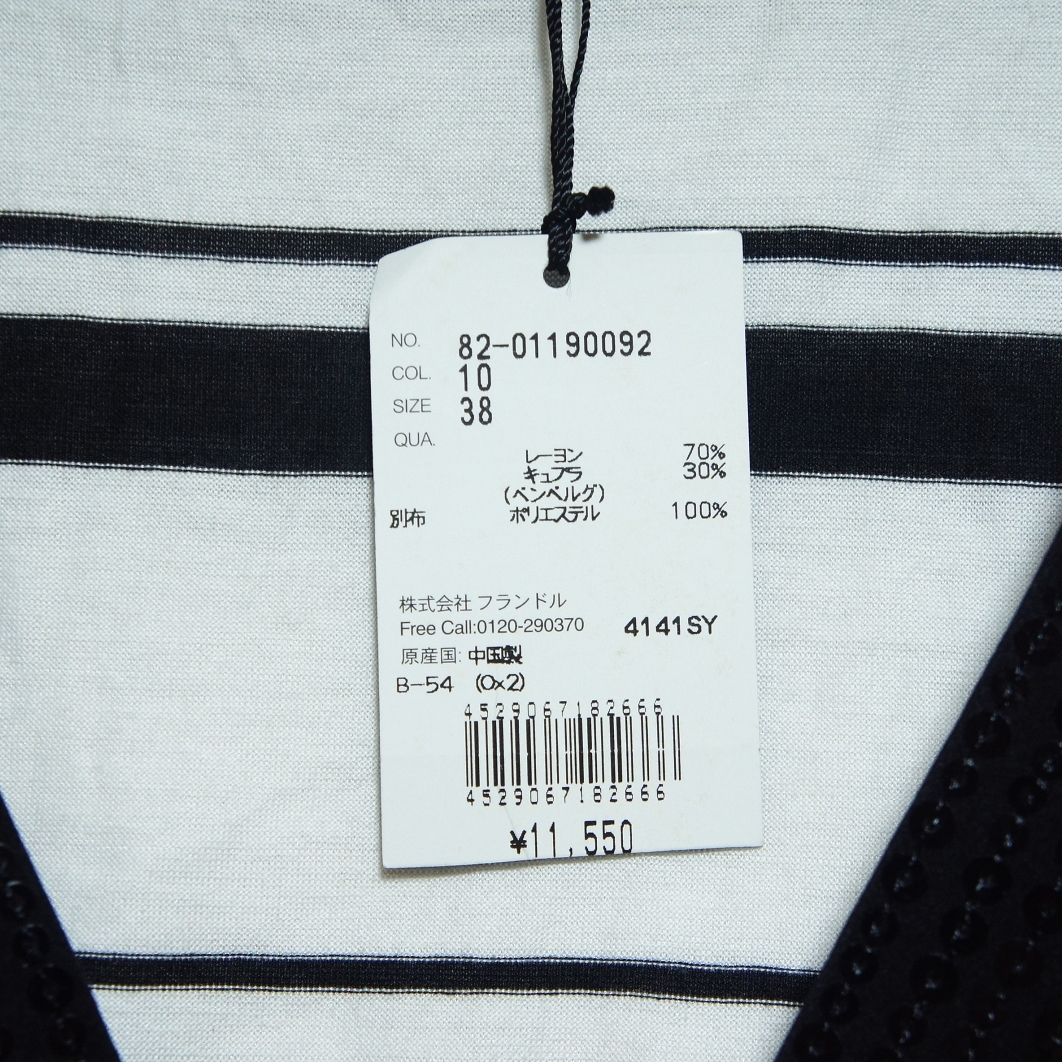 NO. 82-01190092
COL. 10
SIZE 38
QUA.
レーヨン 70%
キュプラ 30%
(ベンベルグ)
別布 ポリエステル 100%
株式会社 フランドル
Free Call:0120-290370 4141SY
原産国: 中国製
B-54 (0x2)
4529067182666
4529067182666
¥11,550